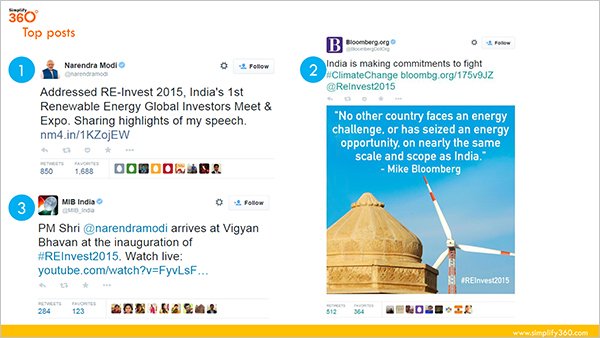 Simplify
360°
Top posts
1
Narendra Modi
@narendramodi
Follow
Addressed RE-Invest 2015, India's 1st
Renewable Energy Global Investors Meet &
Expo. Sharing highlights of my speech.
nm4.in/1KZojEW
RETWEETS
FAVORITES
850
1,688
3
MIB India
@MIB_India
Follow
PM Shri @narendramodi arrives at Vigyan
Bhavan at the inauguration of
#REInvest2015. Watch live:
youtube.com/watch?v=FyvLsF...
RETWEETS
FAVORITES
284
123
2
Bloomberg.org
@BloombergDotOrg
Follow
India is making commitments to fight
#ClimateChange bloombg.org/175v9JZ
@REInvest2015
"No other country faces an energy
challenge, or has seized an energy
opportunity, on nearly the same
scale and scope as India."
- Mike Bloomberg
#REInvest2015
RETWEETS
FAVORITES
512
364
www.simplify360.com